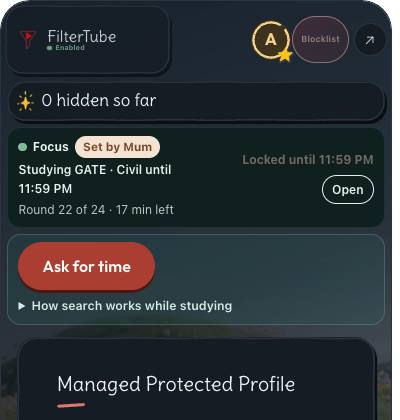 FilterTube
Enabled
A
Blocklist
0 hidden so far
Focus
Set by Mum
Studying GATE · Civil until
11:59 PM
Round 22 of 24 · 17 min left
Locked until 11:59 PM
Open
Ask for time
How search works while studying
Managed Protected Profile